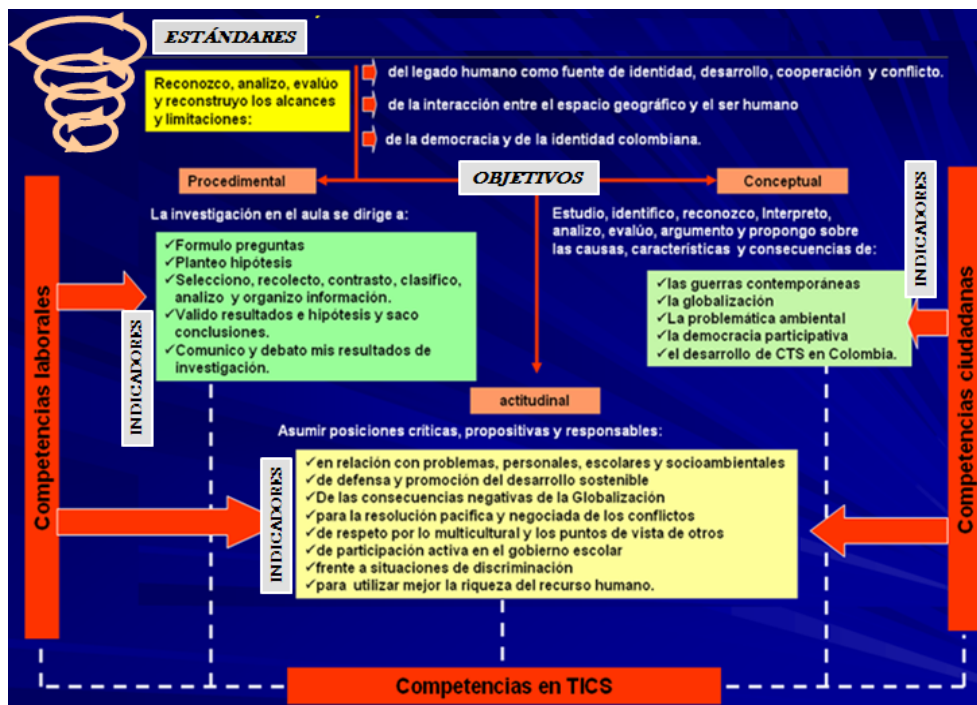 ESTÁNDARES
Reconozco, analizo, evalúo
y reconstruyo los alcances
y limitaciones:
del legado humano como fuente de identidad, desarrollo, cooperación y conflicto.
de la interacción entre el espacio geográfico y el ser humano
de la democracia y de la identidad colombiana.
Procedimental
OBJETIVOS
Conceptual
La investigación en el aula se dirige a:
✓Formulo preguntas
✓Planteo hipótesis
✓Selecciono, recolecto, contrasto, clasifico,
analizo y organizo información.
✓Valido resultados e hipótesis y saco
conclusiones.
✓Comunico y debato mis resultados de
investigación.
INDICADORES
Estudio, identifico, reconozco, Interpreto,
analizo, evalúo, argumento y propongo sobre
las causas, características y consecuencias de:
✓las guerras contemporáneas
✓la globalización
✓La problemática ambiental
✓la democracia participativa
✓el desarrollo de CTS en Colombia.
INDICADORES
actitudinal
Asumir posiciones críticas, propositivas y responsables:
✓en relación con problemas, personales, escolares y socioambientales
✓de defensa y promoción del desarrollo sostenible
✓De las consecuencias negativas de la Globalización
✓para la resolución pacifica y negociada de los conflictos
✓de respeto por lo multicultural y los puntos de vista de otros
✓de participación activa en el gobierno escolar
✓frente a situaciones de discriminación
✓para utilizar mejor la riqueza del recurso humano.
INDICADORES
Competencias laborales
Competencias ciudadanas
Competencias en TICS